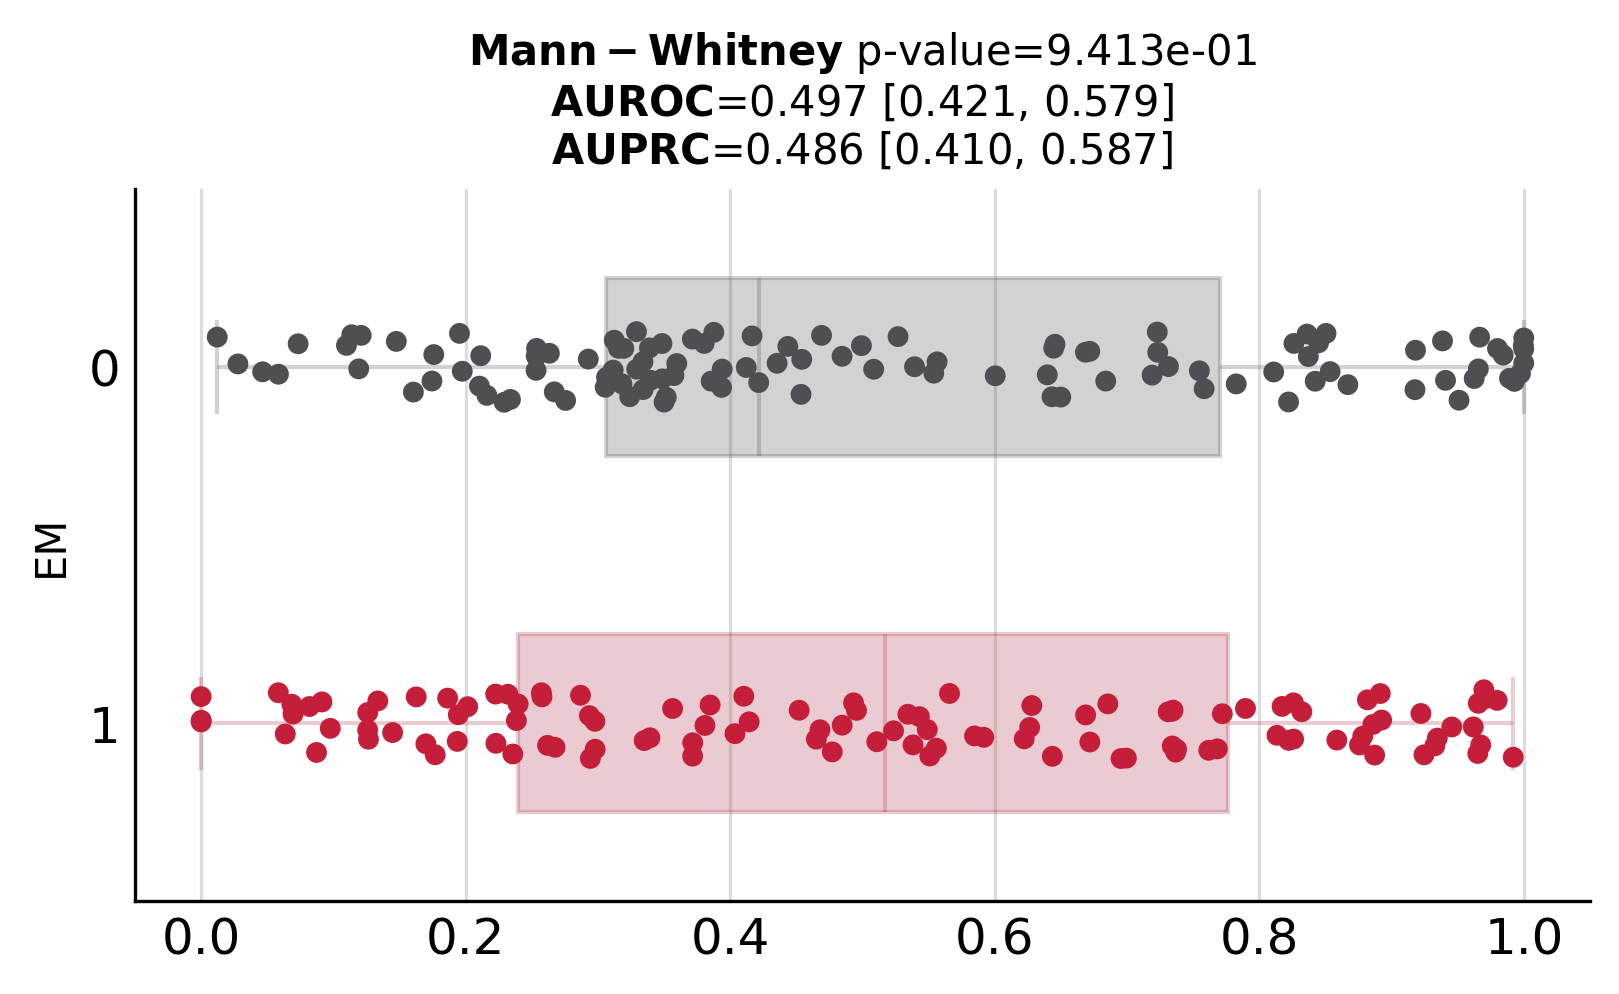 Mann − Whitney p-value=9.413e-01
AUROC=0.497 [0.421, 0.579]
AUPRC=0.486 [0.410, 0.587]
0
EM
1
0.0 0.2 0.4 0.6 0.8 1.0